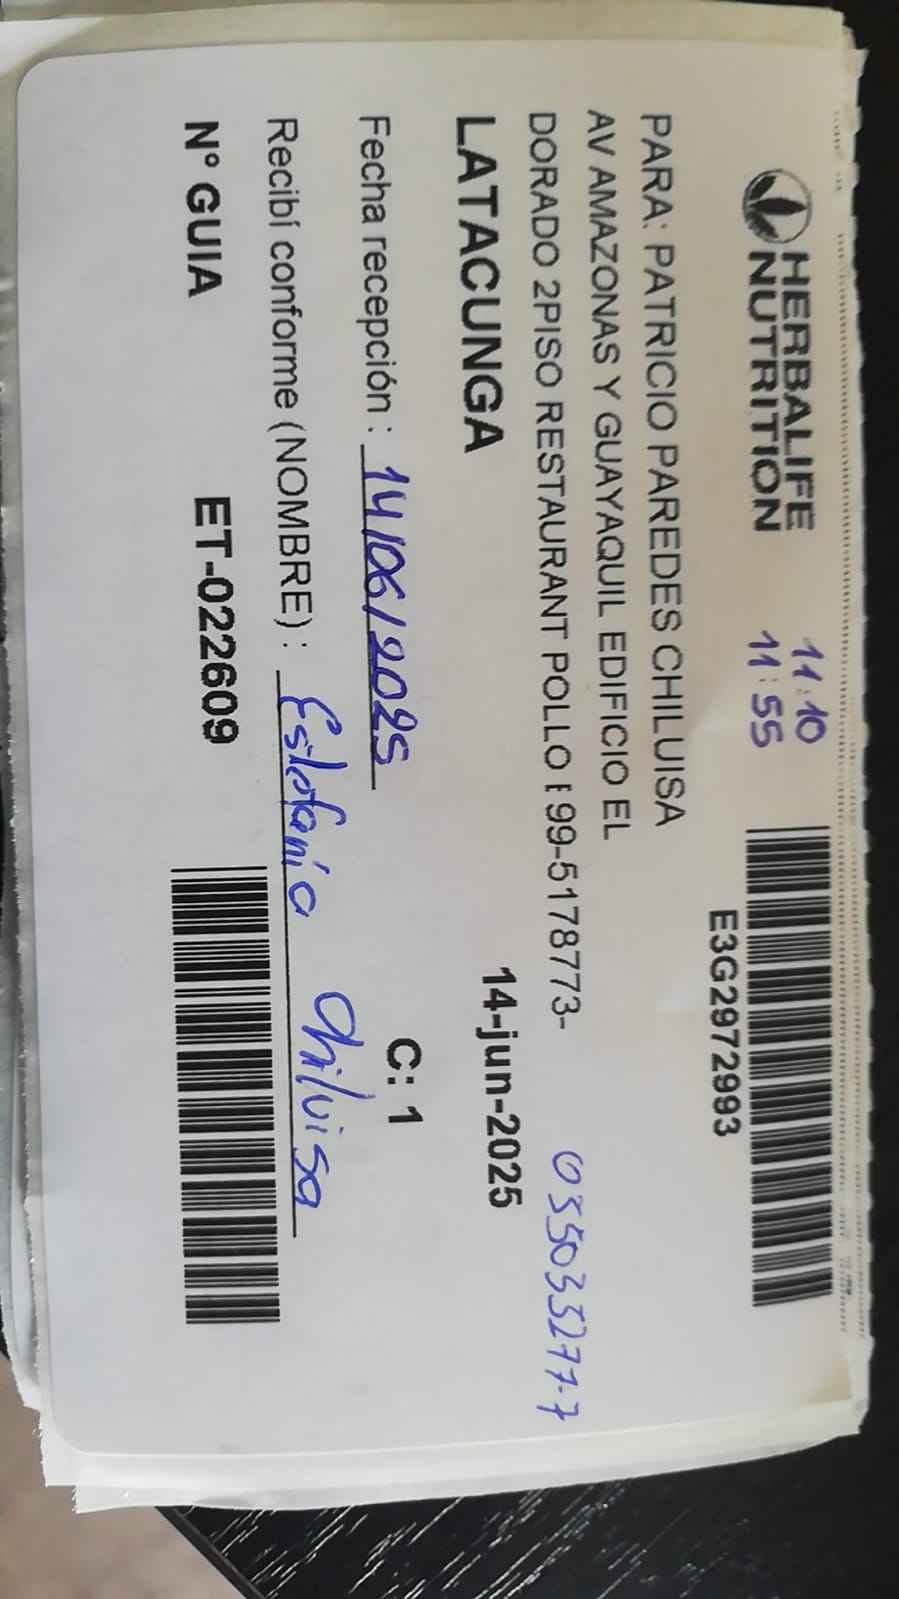 HERBALIFE
NUTRITION
11:10
11:55
E3G2972993
PARA: PATRICIO PAREDES CHILUISA
AV AMAZONAS Y GUAYAQUIL EDIFICIO EL
DORADO 2PISO RESTAURANT POLLO E 99-5178773-
LATACUNGA
14-jun-2025
Fecha recepción : 14/06/2025
C: 1
Recibí conforme (NOMBRE) : Estefanía Chiluisa
N° GUIA ET-022609